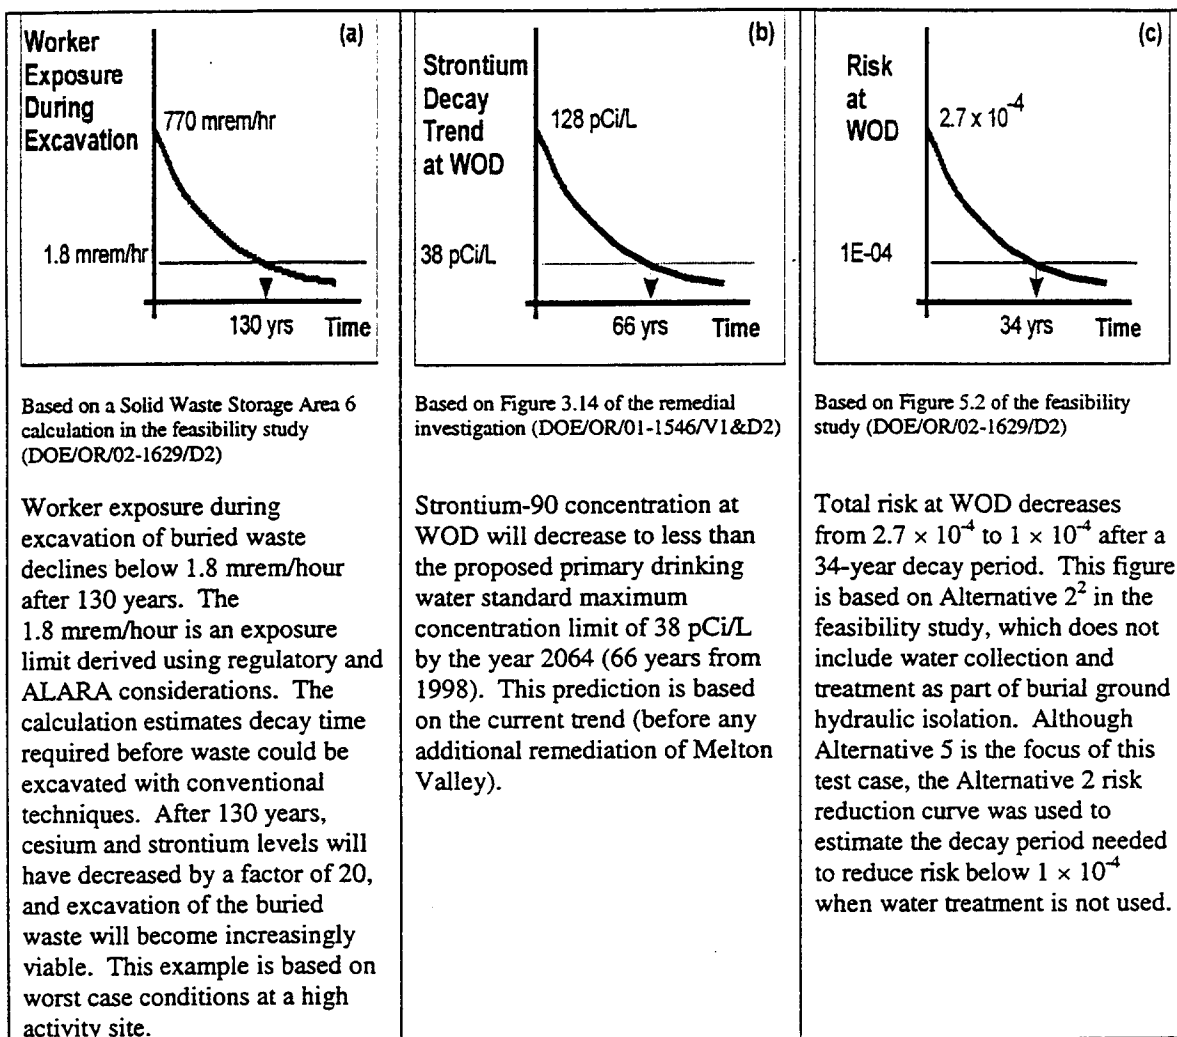 (a)
Worker
Exposure
During
Excavation
770 mrem/hr
1.8 mrem/hr
130 yrs Time
Based on a Solid Waste Storage Area 6
calculation in the feasibility study
(DOE/OR/02-1629/D2)
Worker exposure during
excavation of buried waste
declines below 1.8 mrem/hour
after 130 years. The
1.8 mrem/hour is an exposure
limit derived using regulatory and
ALARA considerations. The
calculation estimates decay time
required before waste could be
excavated with conventional
techniques. After 130 years,
cesium and strontium levels will
have decreased by a factor of 20,
and excavation of the buried
waste will become increasingly
viable. This example is based on
worst case conditions at a high
activity site.
(b)
Strontium
Decay
Trend
at WOD
128 pCi/L
38 pCi/L
66 yrs Time
Based on Figure 3.14 of the remedial
investigation (DOE/OR/01-1546/V1&D2)
Strontium-90 concentration at
WOD will decrease to less than
the proposed primary drinking
water standard maximum
concentration limit of 38 pCi/L
by the year 2064 (66 years from
1998). This prediction is based
on the current trend (before any
additional remediation of Melton
Valley).
(c)
Risk
at
WOD
2.7 x 10⁻⁴
1E-04
34 yrs Time
Based on Figure 5.2 of the feasibility
study (DOE/OR/02-1629/D2)
Total risk at WOD decreases
from 2.7 × 10⁻⁴ to 1 × 10⁻⁴ after a
34-year decay period. This figure
is based on Alternative 2² in the
feasibility study, which does not
include water collection and
treatment as part of burial ground
hydraulic isolation. Although
Alternative 5 is the focus of this
test case, the Alternative 2 risk
reduction curve was used to
estimate the decay period needed
to reduce risk below 1 × 10⁻⁴
when water treatment is not used.